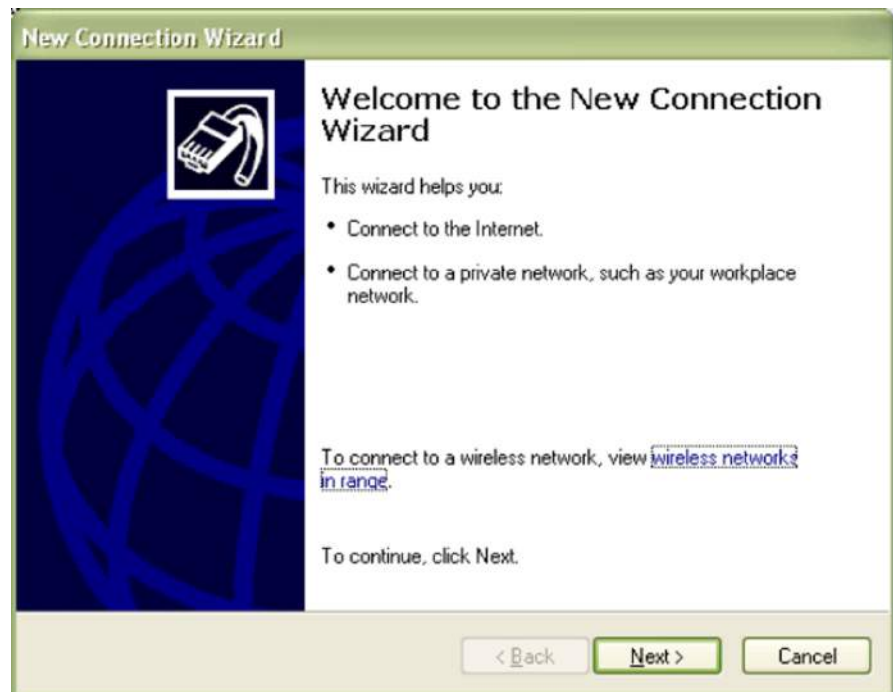 New Connection Wizard
Welcome to the New Connection
Wizard
This wizard helps you:
• Connect to the Internet.
• Connect to a private network, such as your workplace
network.
To connect to a wireless network, view wireless networks
in range.
To continue, click Next.
< Back Next > Cancel